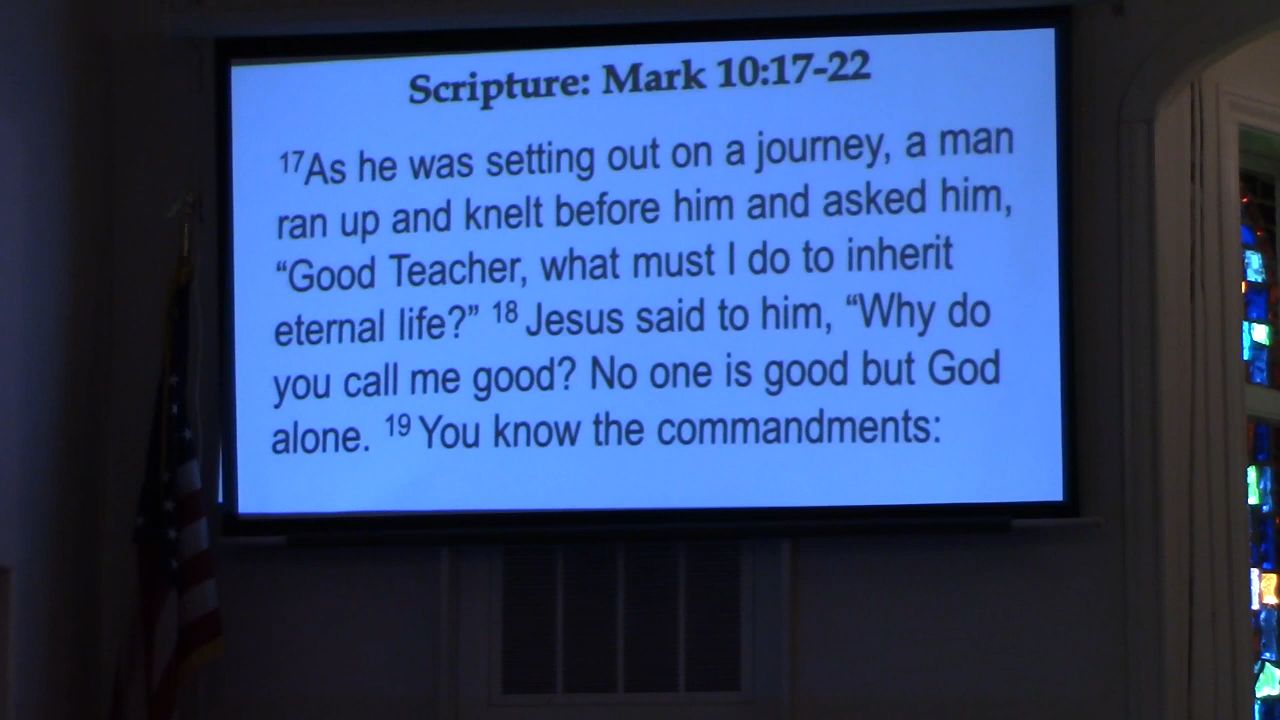 Scripture: Mark 10:17-22
17As he was setting out on a journey, a man
ran up and knelt before him and asked him,
“Good Teacher, what must I do to inherit
eternal life?” 18 Jesus said to him, “Why do
you call me good? No one is good but God
alone. 19 You know the commandments: